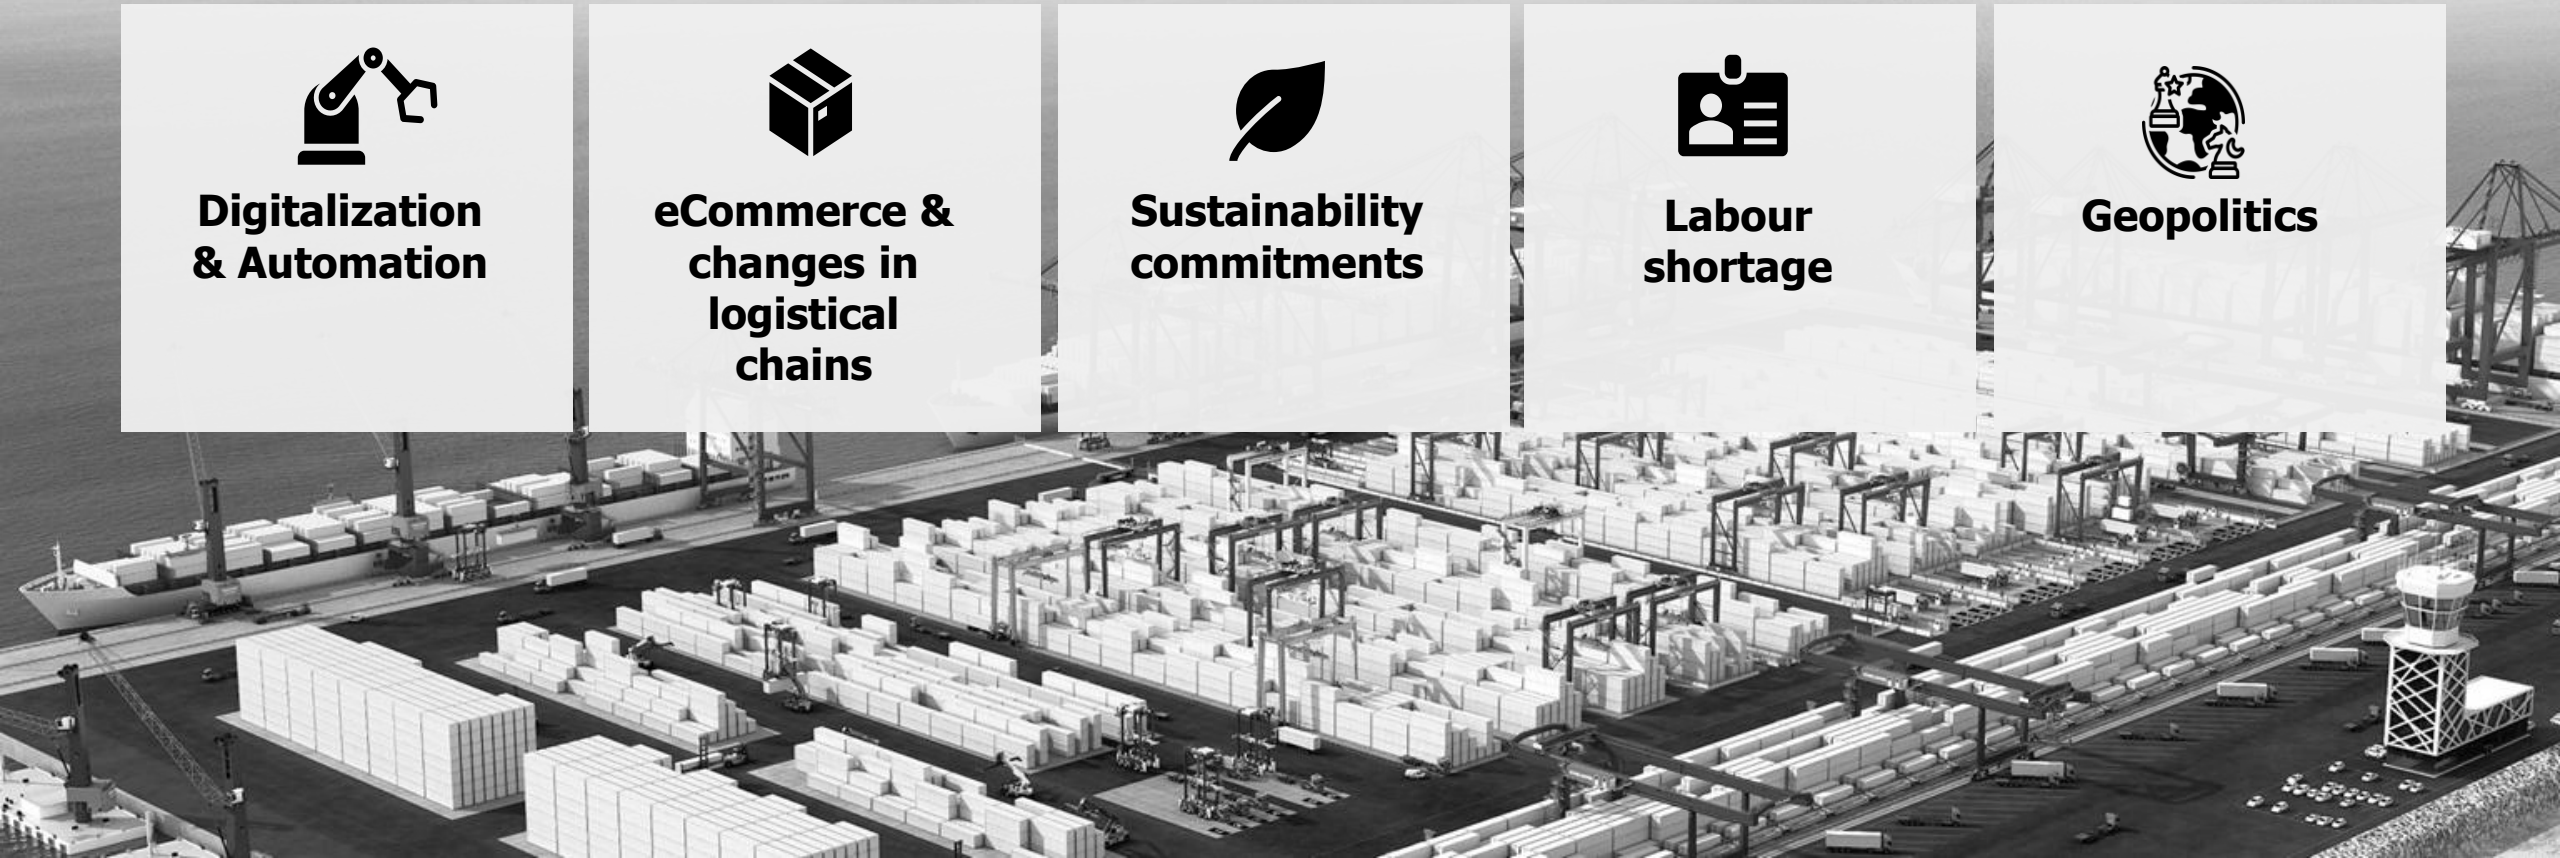 Digitalization
& Automation
eCommerce &
changes in
logistical
chains
Sustainability
commitments
Labour
shortage
Geopolitics